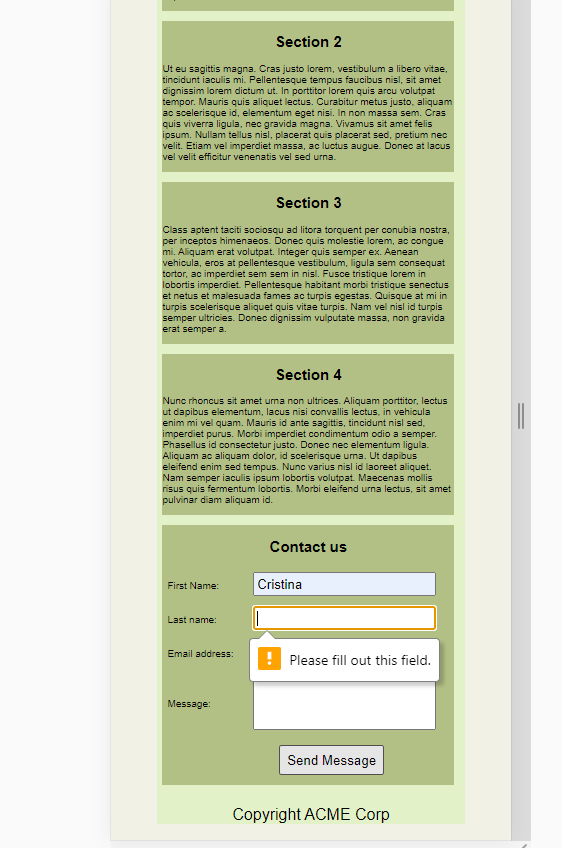 Section 2
Ut eu sagittis magna. Cras justo lorem, vestibulum a libero vitae,
tincidunt iaculis mi. Pellentesque tempus faucibus nisl, sit amet
dignissim lorem dictum ut. In porttitor lorem quis arcu volutpat
tempor. Mauris quis aliquet lectus. Curabitur metus justo, aliquam
ac scelerisque id, elementum eget nisi. In non massa sem. Cras
quis viverra ligula, nec gravida magna. Vivamus sit amet felis
ipsum. Nullam tellus nisl, placerat quis placerat sed, pretium nec
velit. Etiam vel imperdiet massa, ac luctus augue. Donec at lacus
vel velit efficitur venenatis vel sed urna.
Section 3
Class aptent taciti sociosqu ad litora torquent per conubia nostra,
per inceptos himenaeos. Donec quis molestie lorem, ac congue
mi. Aliquam erat volutpat. Integer quis semper ex. Aenean
vehicula, eros at pellentesque vestibulum, ligula sem consequat
tortor, ac imperdiet sem sem in nisl. Fusce tristique lorem in
lobortis imperdiet. Pellentesque habitant morbi tristique senectus
et netus et malesuada fames ac turpis egestas. Quisque at mi in
turpis scelerisque aliquet quis vitae turpis. Nam vel nisl id turpis
semper ultricies. Donec dignissim vulputate massa, non gravida
erat semper a.
Section 4
Nunc rhoncus sit amet urna non ultrices. Aliquam porttitor, lectus
ut dapibus elementum, lacus nisi convallis lectus, in vehicula
enim mi vel quam. Mauris id ante sagittis, tincidunt nisl sed,
imperdiet purus. Morbi imperdiet condimentum odio a semper.
Phasellus id consectetur justo. Donec nec elementum ligula.
Aliquam ac aliquam dolor, id scelerisque urna. Ut dapibus
eleifend enim sed tempus. Nunc varius nisl id laoreet aliquet.
Nam semper iaculis ipsum lobortis volutpat. Maecenas mollis
risus quis fermentum lobortis. Morbi eleifend urna lectus, sit amet
pulvinar diam aliquam id.
Contact us
First Name: Cristina
Last name:
Email address:
Please fill out this field.
Message:
Send Message
Copyright ACME Corp